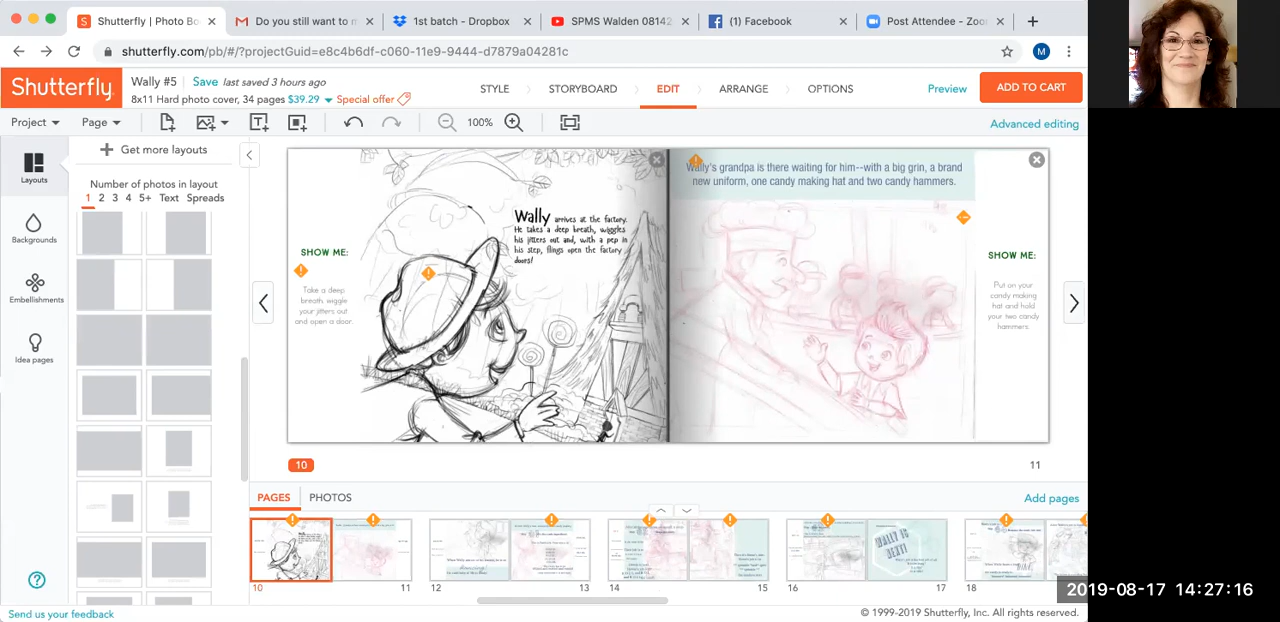 Shutterfly | Photo Bo
Do you still want to m
1st batch - Dropbox
SPMS Walden 08142
(1) Facebook
Post Attendee - Zoo
shutterfly.com/pb/#/?projectGuid=e8c4b6df-c060-11e9-9444-d7879a04281c
M
Shutterfly
Wally #5 | Save last saved 3 hours ago
8x11 Hard photo cover, 34 pages $39.29 Special offer
STYLE
STORYBOARD
EDIT
ARRANGE
OPTIONS
Preview
ADD TO CART
Project
Page
100%
Advanced editing
Layouts
Backgrounds
Embellishments
Idea pages
Get more layouts
Number of photos in layout
1 2 3 4 5+ Text Spreads
SHOW ME:
Take a deep
breath, wiggle
your jitters out
and open a door.
Wally arrives at the factory.
He takes a deep breath, wiggles
his jitters out and, with a pep in
his step, flings open the factory
doors!
Wally's grandpa is there waiting for him--with a big grin, a brand
new uniform, one candy making hat and two candy hammers.
SHOW ME:
Put on your
candy making
hat and hold
your two candy
hammers.
10
11
PAGES
PHOTOS
Add pages
10
11
12
13
14
15
WALLY IS
NEXT!
16
17
18
2019-08-17 14:27:16
Send us your feedback
© 1999-2019 Shutterfly, Inc. All rights reserved.